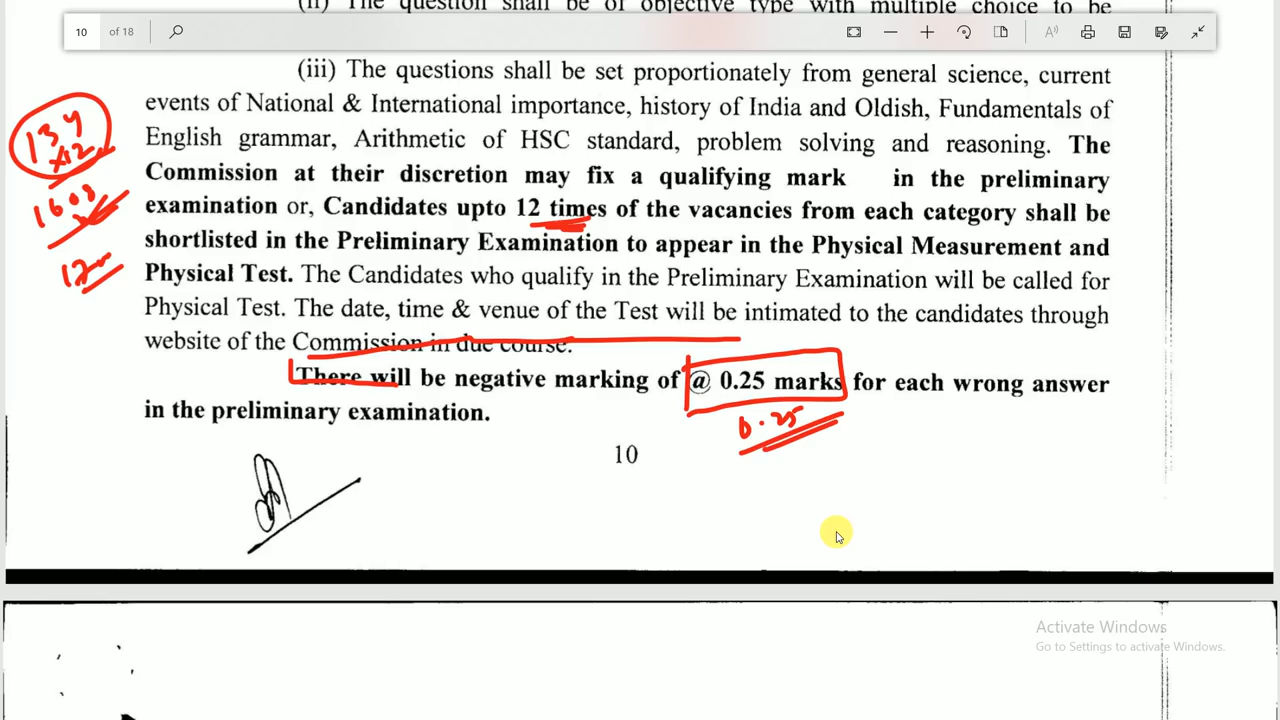 (ii) The question shall be of objective type with multiple choice to be
10 of 18
(iii) The questions shall be set proportionately from general science, current
events of National & International importance, history of India and Oldish, Fundamentals of
English grammar, Arithmetic of HSC standard, problem solving and reasoning. The
Commission at their discretion may fix a qualifying mark in the preliminary
examination or, Candidates upto 12 times of the vacancies from each category shall be
shortlisted in the Preliminary Examination to appear in the Physical Measurement and
Physical Test. The Candidates who qualify in the Preliminary Examination will be called for
Physical Test. The date, time & venue of the Test will be intimated to the candidates through
website of the Commission in due course.
There will be negative marking of @ 0.25 marks for each wrong answer
in the preliminary examination.
134
x12
1608
0.25
10
Activate Windows
Go to Settings to activate Windows.